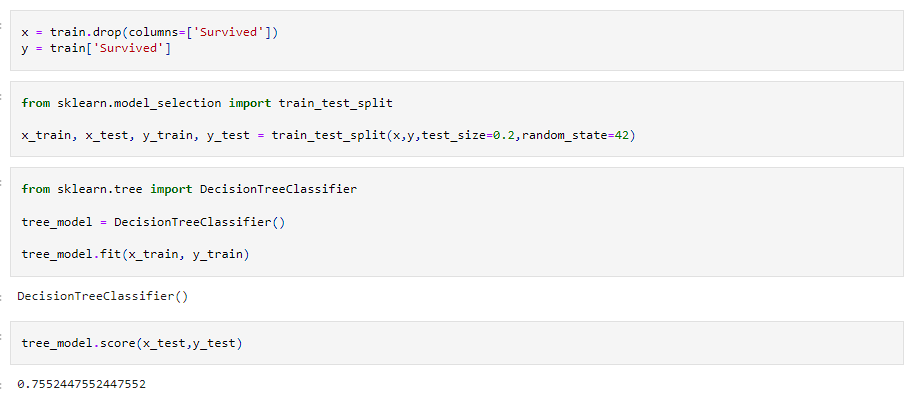 x = train.drop(columns=['Survived'])
y = train['Survived']
from sklearn.model_selection import train_test_split
x_train, x_test, y_train, y_test = train_test_split(x,y,test_size=0.2,random_state=42)
from sklearn.tree import DecisionTreeClassifier
tree_model = DecisionTreeClassifier()
tree_model.fit(x_train, y_train)
DecisionTreeClassifier()
tree_model.score(x_test,y_test)
0.7552447552447552